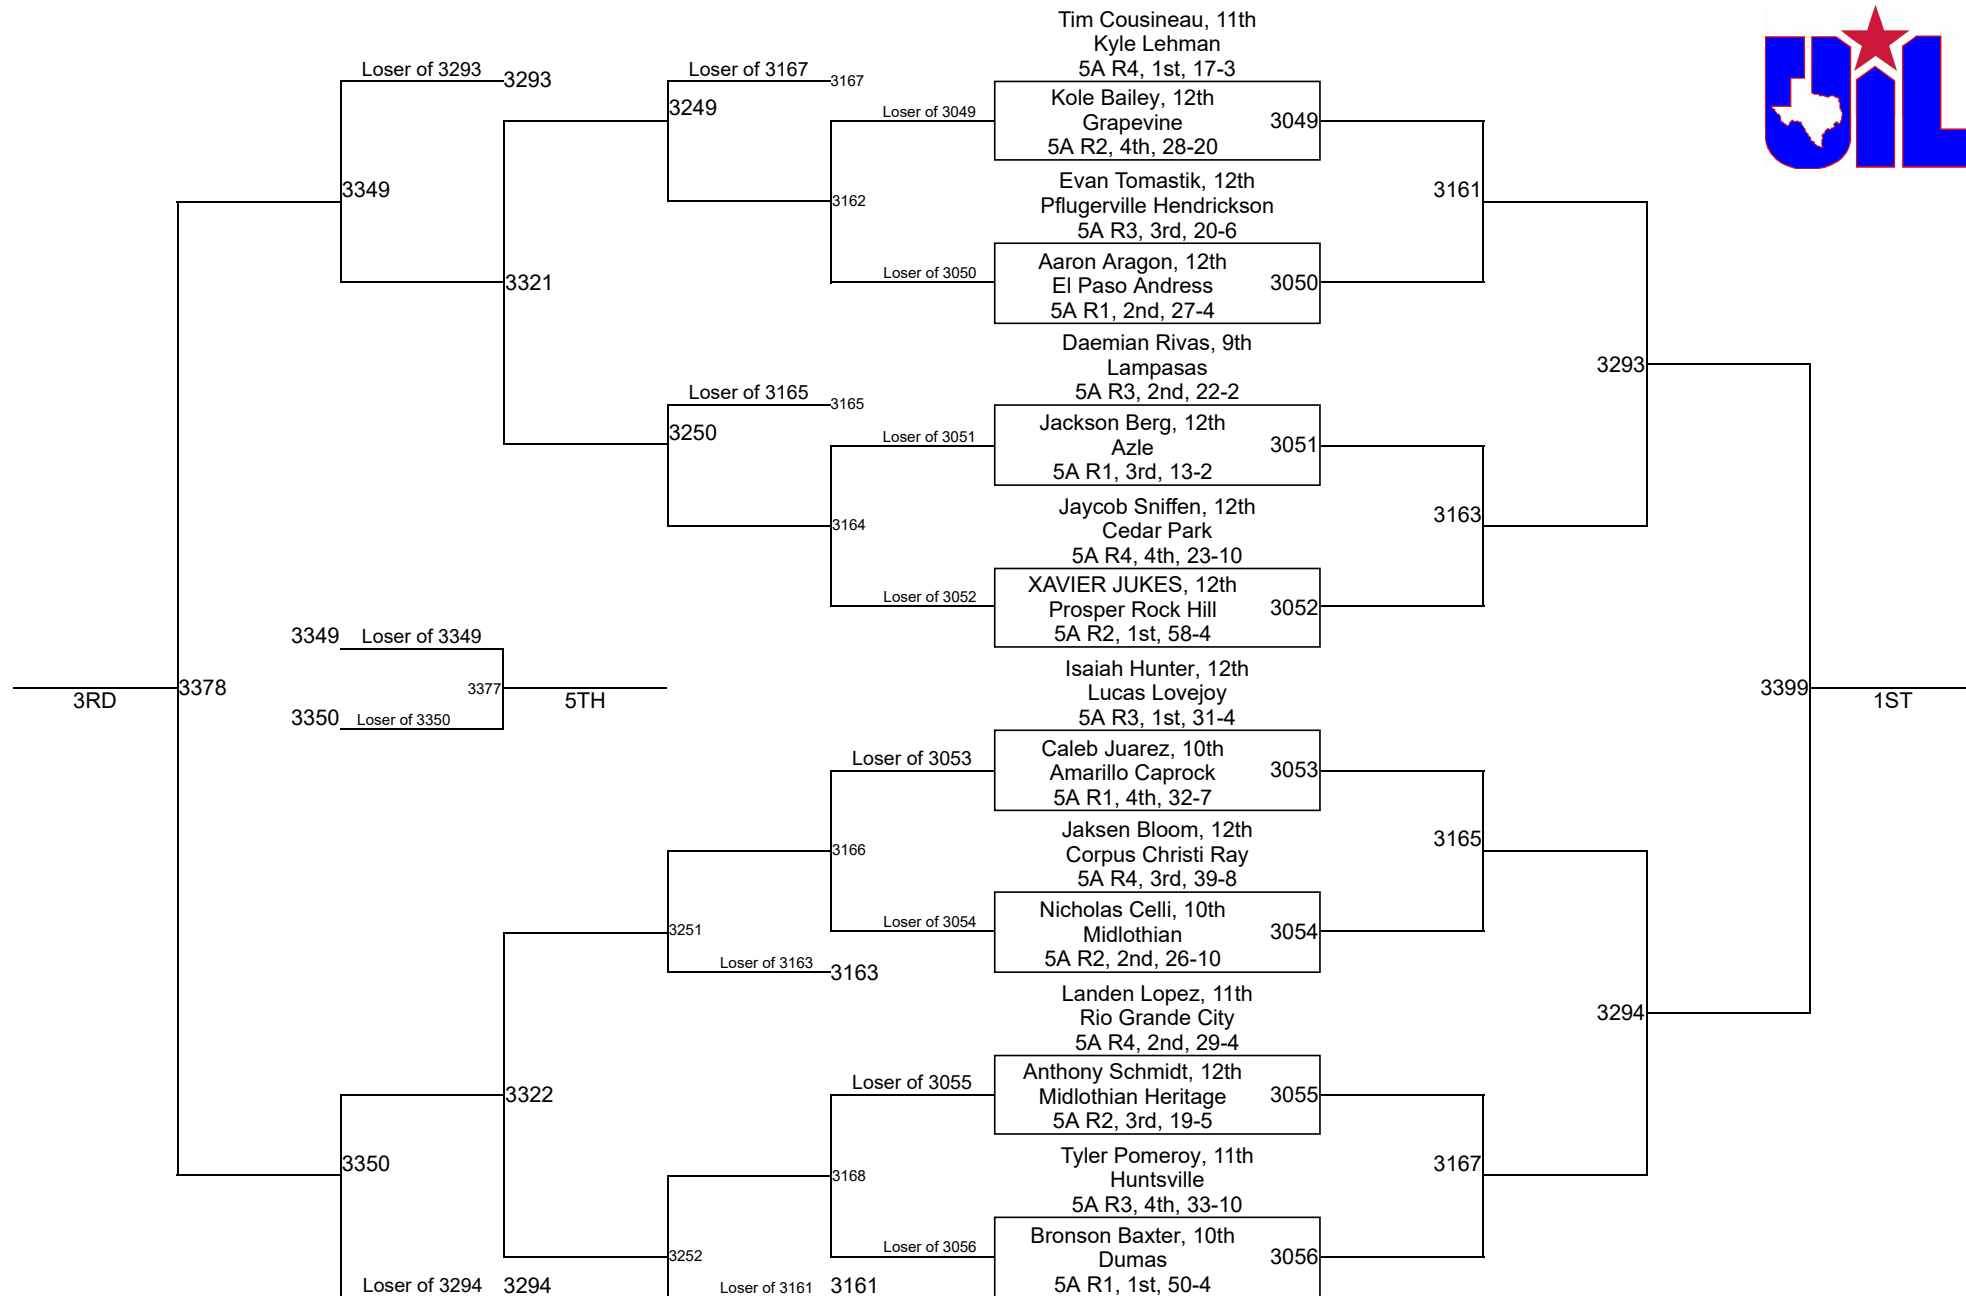 Tim Cousineau, 11th
Kyle Lehman
5A R4, 1st, 17-3
Loser of 3293
3293
Loser of 3167
3167
3249
Loser of 3049
Kole Bailey, 12th
Grapevine
5A R2, 4th, 28-20
3049
3349
3162
Evan Tomastik, 12th
Pflugerville Hendrickson
5A R3, 3rd, 20-6
3161
Loser of 3050
Aaron Aragon, 12th
El Paso Andress
5A R1, 2nd, 27-4
3050
3321
Daemian Rivas, 9th
Lampasas
5A R3, 2nd, 22-2
3293
Loser of 3165
3165
3250
Loser of 3051
Jackson Berg, 12th
Azle
5A R1, 3rd, 13-2
3051
3164
Jaycob Sniffen, 12th
Cedar Park
5A R4, 4th, 23-10
3163
Loser of 3052
XAVIER JUKES, 12th
Prosper Rock Hill
5A R2, 1st, 58-4
3052
3349
Loser of 3349
Isaiah Hunter, 12th
Lucas Lovejoy
5A R3, 1st, 31-4
3RD
3378
3377
5TH
3399
1ST
3350
Loser of 3350
Loser of 3053
Caleb Juarez, 10th
Amarillo Caprock
5A R1, 4th, 32-7
3053
3166
Jaksen Bloom, 12th
Corpus Christi Ray
5A R4, 3rd, 39-8
3165
3251
Loser of 3054
Nicholas Celli, 10th
Midlothian
5A R2, 2nd, 26-10
3054
Loser of 3163
3163
Landen Lopez, 11th
Rio Grande City
5A R4, 2nd, 29-4
3294
3322
Loser of 3055
Anthony Schmidt, 12th
Midlothian Heritage
5A R2, 3rd, 19-5
3055
3350
3168
Tyler Pomeroy, 11th
Huntsville
5A R3, 4th, 33-10
3167
3252
Loser of 3056
Bronson Baxter, 10th
Dumas
5A R1, 1st, 50-4
3056
Loser of 3294
3294
Loser of 3161
3161
UIL